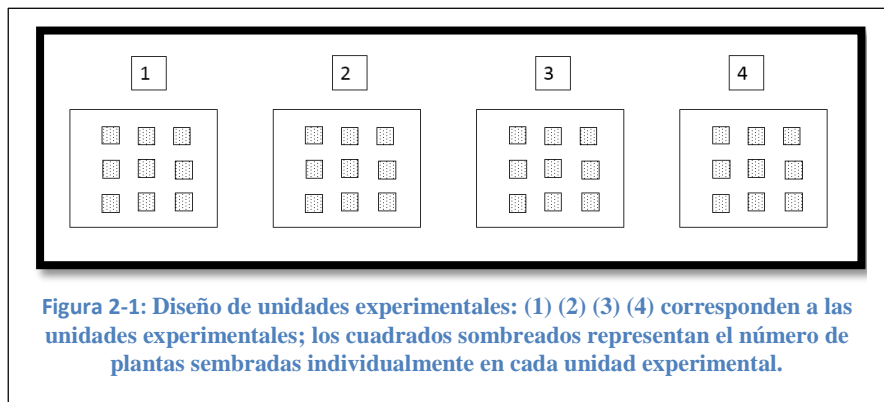 1 2 3 4
Figura 2-1: Diseño de unidades experimentales: (1) (2) (3) (4) corresponden a las
unidades experimentales; los cuadrados sombreados representan el número de
plantas sembradas individualmente en cada unidad experimental.